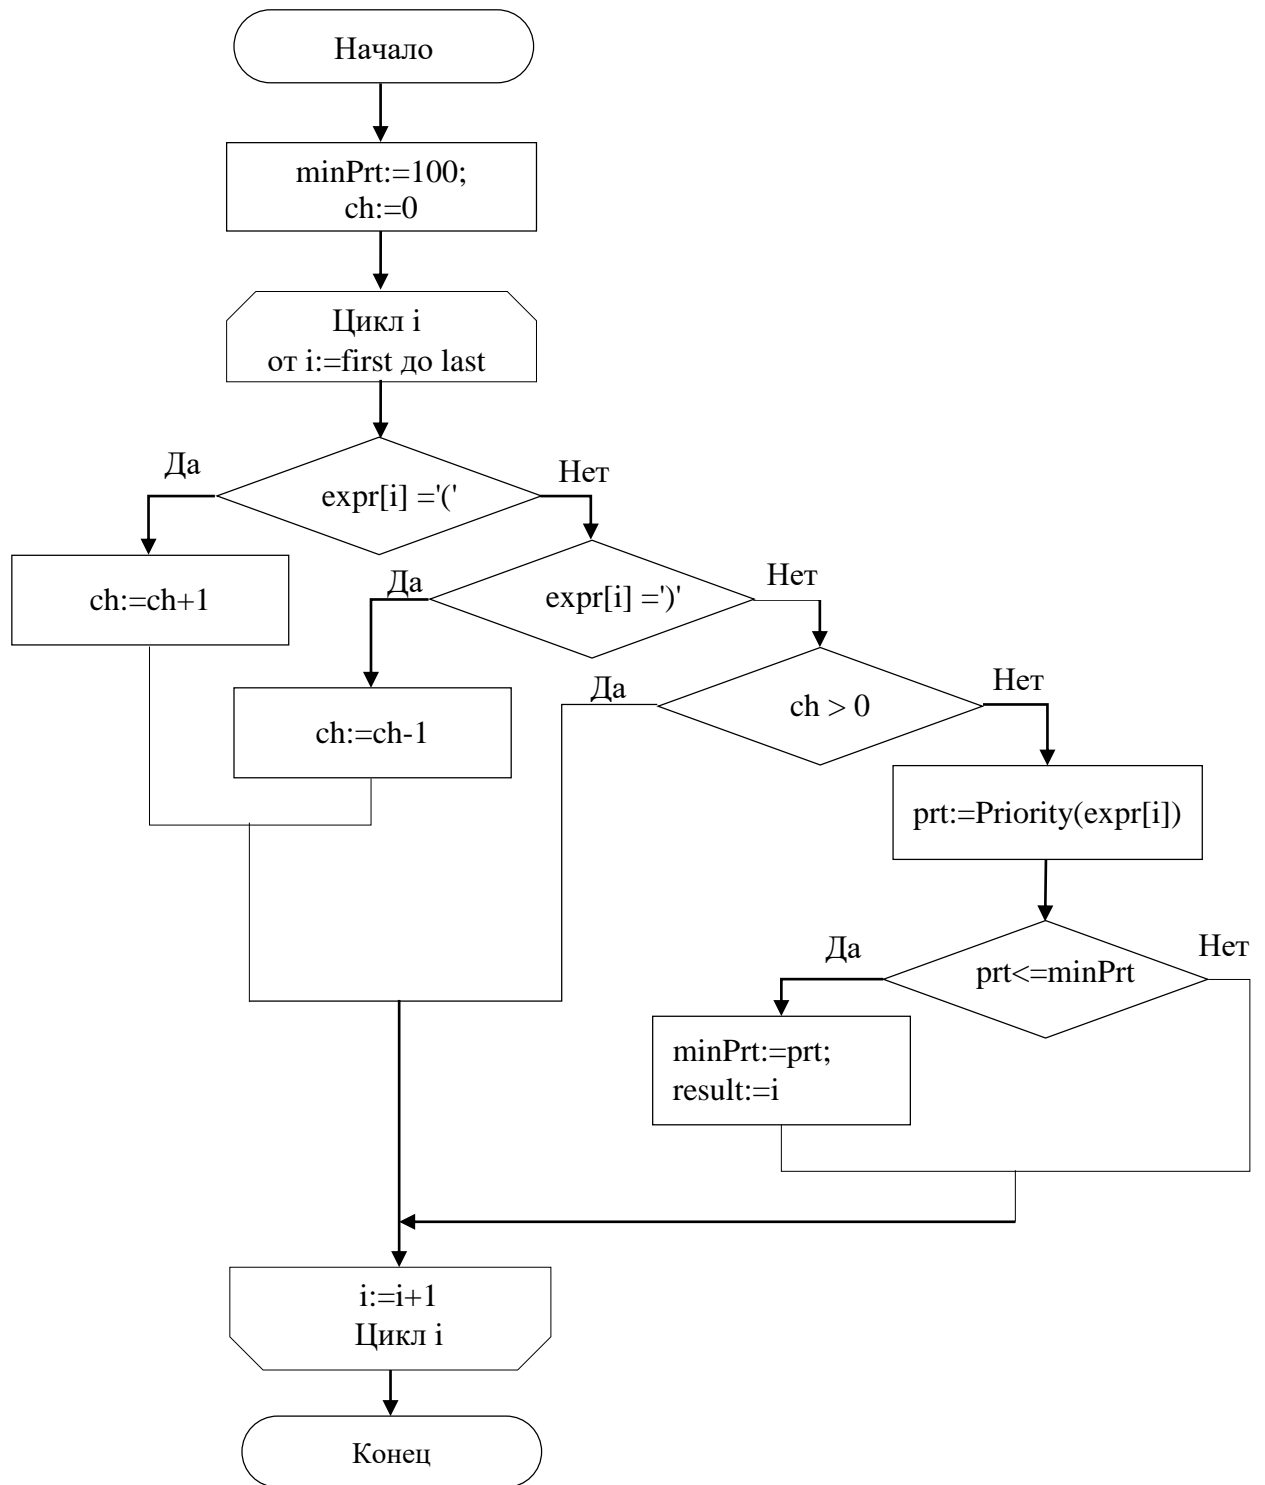 Начало
minPrt:=100;
ch:=0
Цикл i
от i:=first до last
Да
Нет
expr[i] ='('
ch:=ch+1
Да
Нет
expr[i] =')'
ch:=ch-1
Да
Нет
ch > 0
prt:=Priority(expr[i])
Да
Нет
prt<=minPrt
minPrt:=prt;
result:=i
i:=i+1
Цикл i
Конец